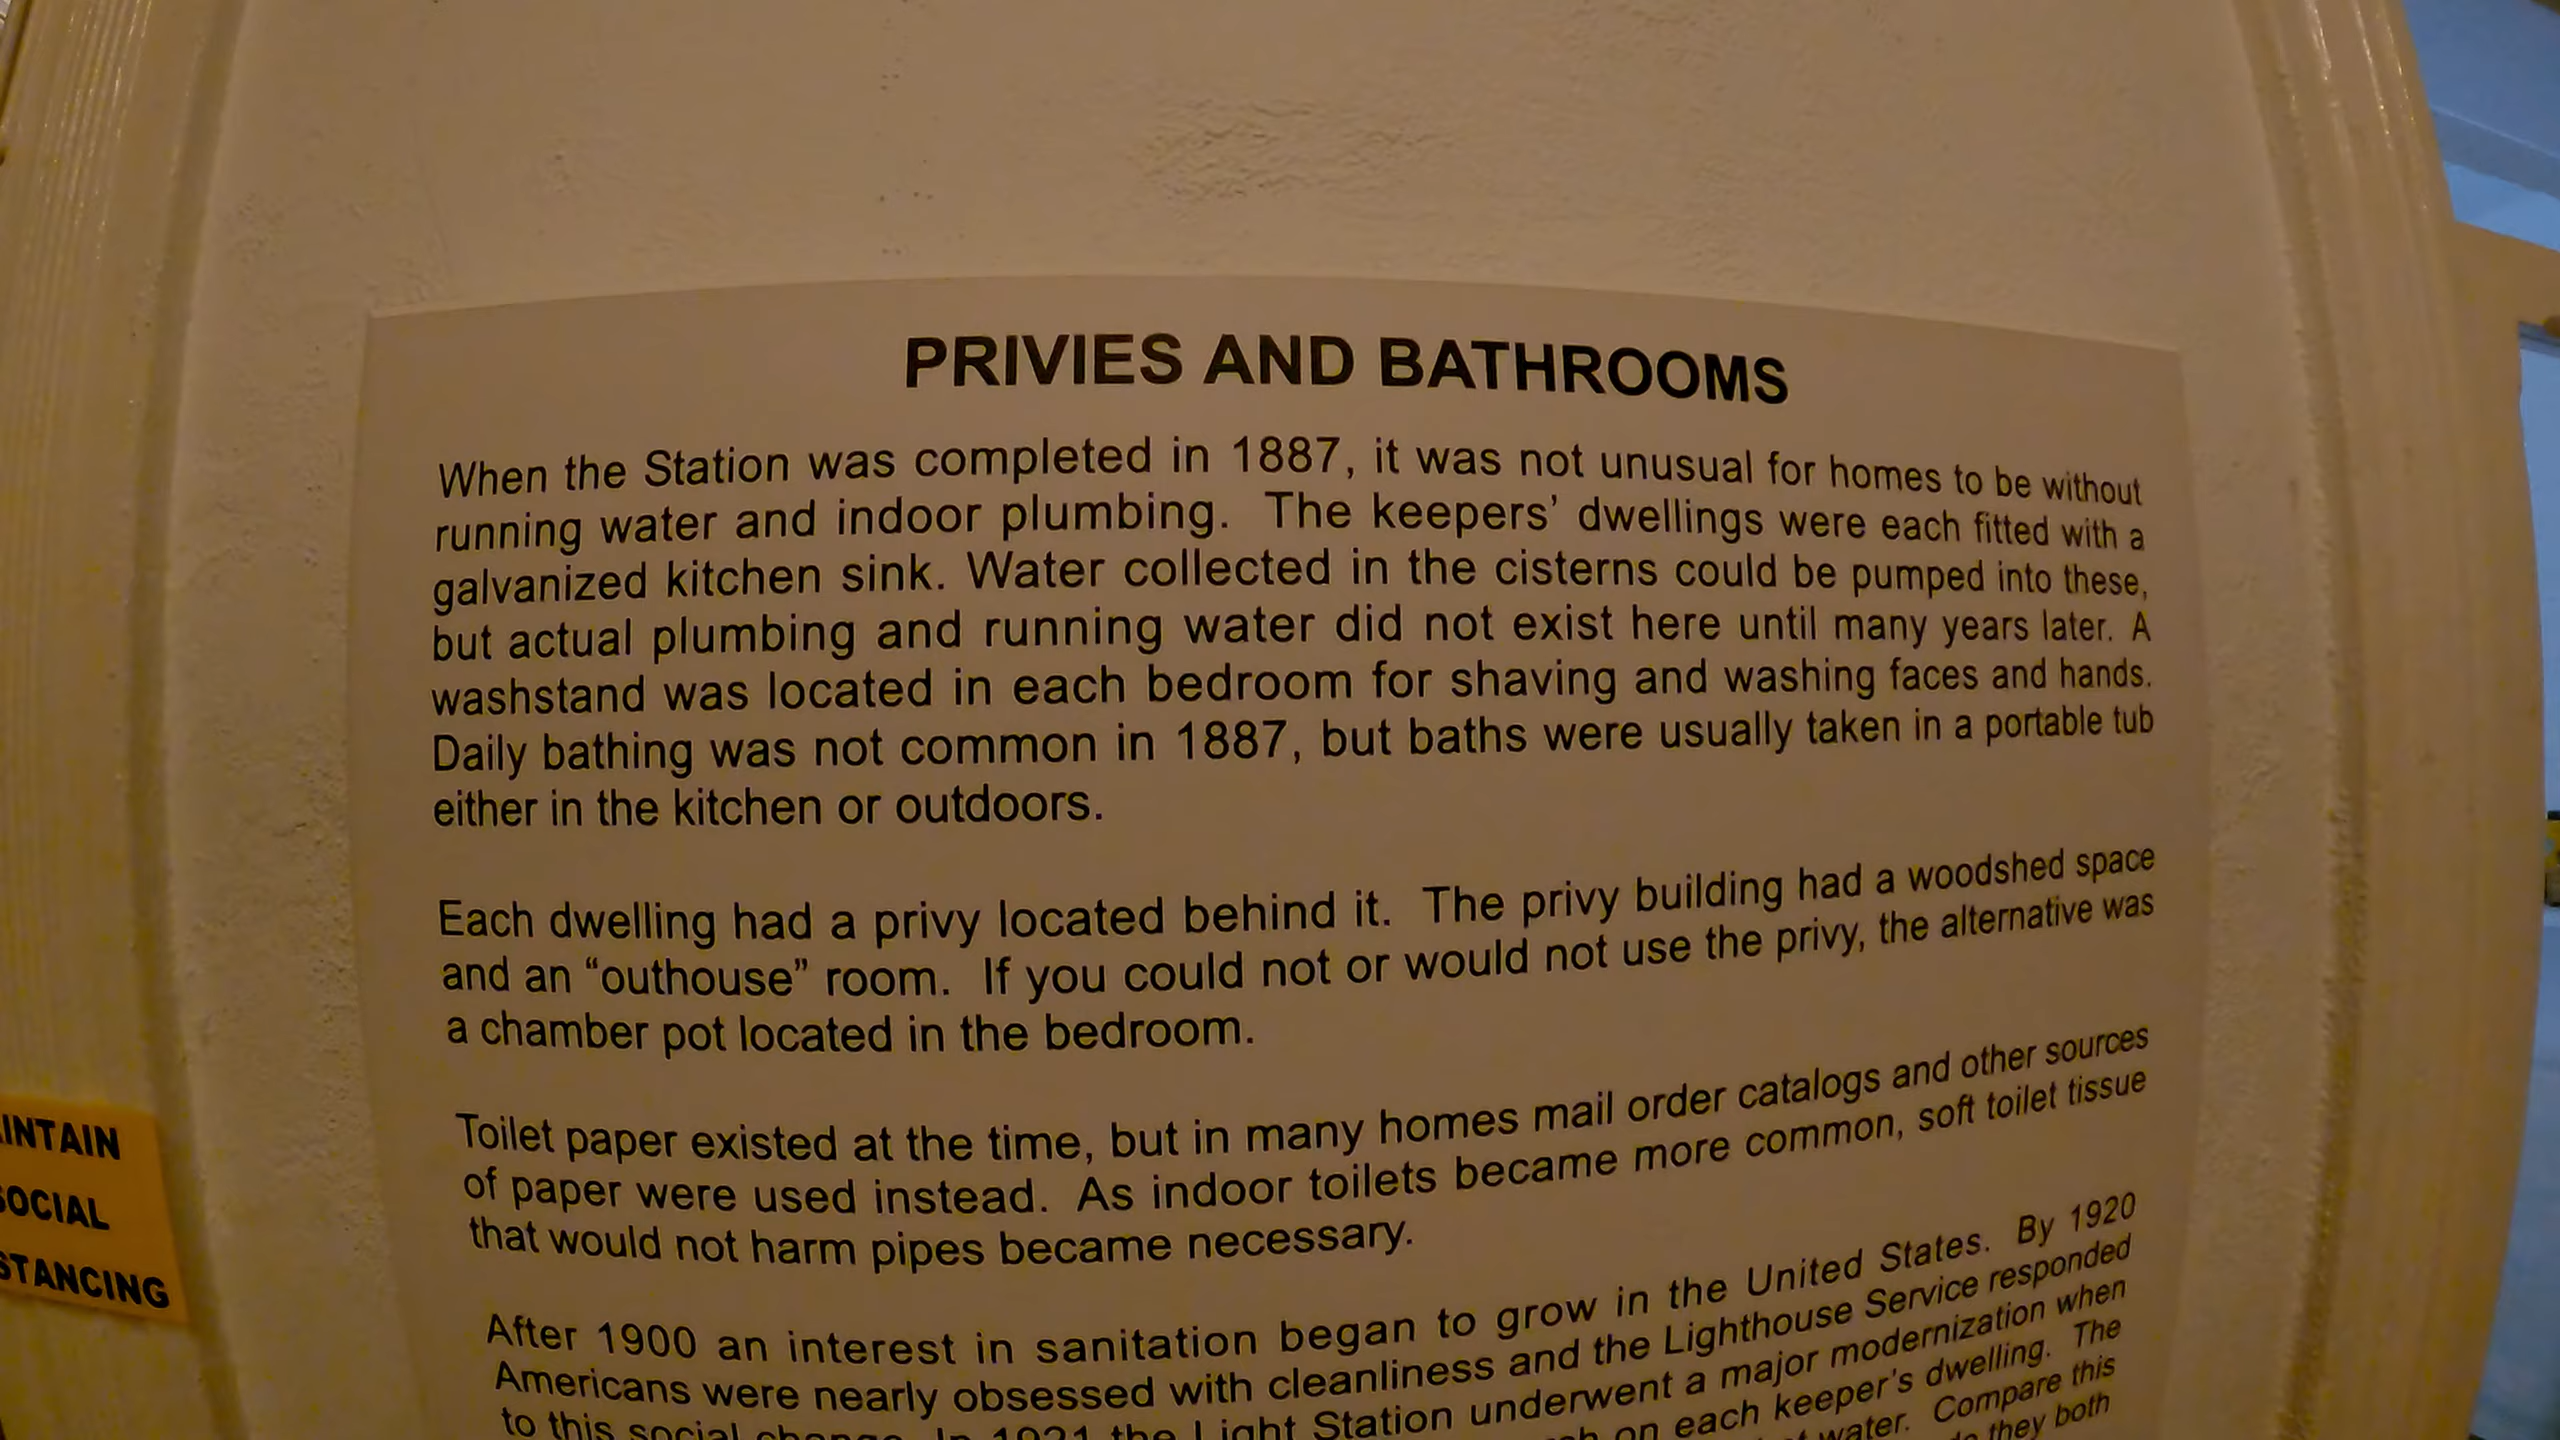 PRIVIES AND BATHROOMS
When the Station was completed in 1887, it was not unusual for homes to be without
running water and indoor plumbing. The keepers' dwellings were each fitted with a
galvanized kitchen sink. Water collected in the cisterns could be pumped into these,
but actual plumbing and running water did not exist here until many years later. A
washstand was located in each bedroom for shaving and washing faces and hands.
Daily bathing was not common in 1887, but baths were usually taken in a portable tub
either in the kitchen or outdoors.
Each dwelling had a privy located behind it. The privy building had a woodshed space
and an “outhouse” room. If you could not or would not use the privy, the alternative was
a chamber pot located in the bedroom.
Toilet paper existed at the time, but in many homes mail order catalogs and other sources
of paper were used instead. As indoor toilets became more common, soft toilet tissue
that would not harm pipes became necessary.
After 1900 an interest in sanitation began to grow in the United States. By 1920
Americans were nearly obsessed with cleanliness and the Lighthouse Service responded
to this social change. In 1921 the Light Station underwent a major modernization when
on each keeper's dwelling. The
water. Compare this
they both
INTAIN
SOCIAL
STANCING